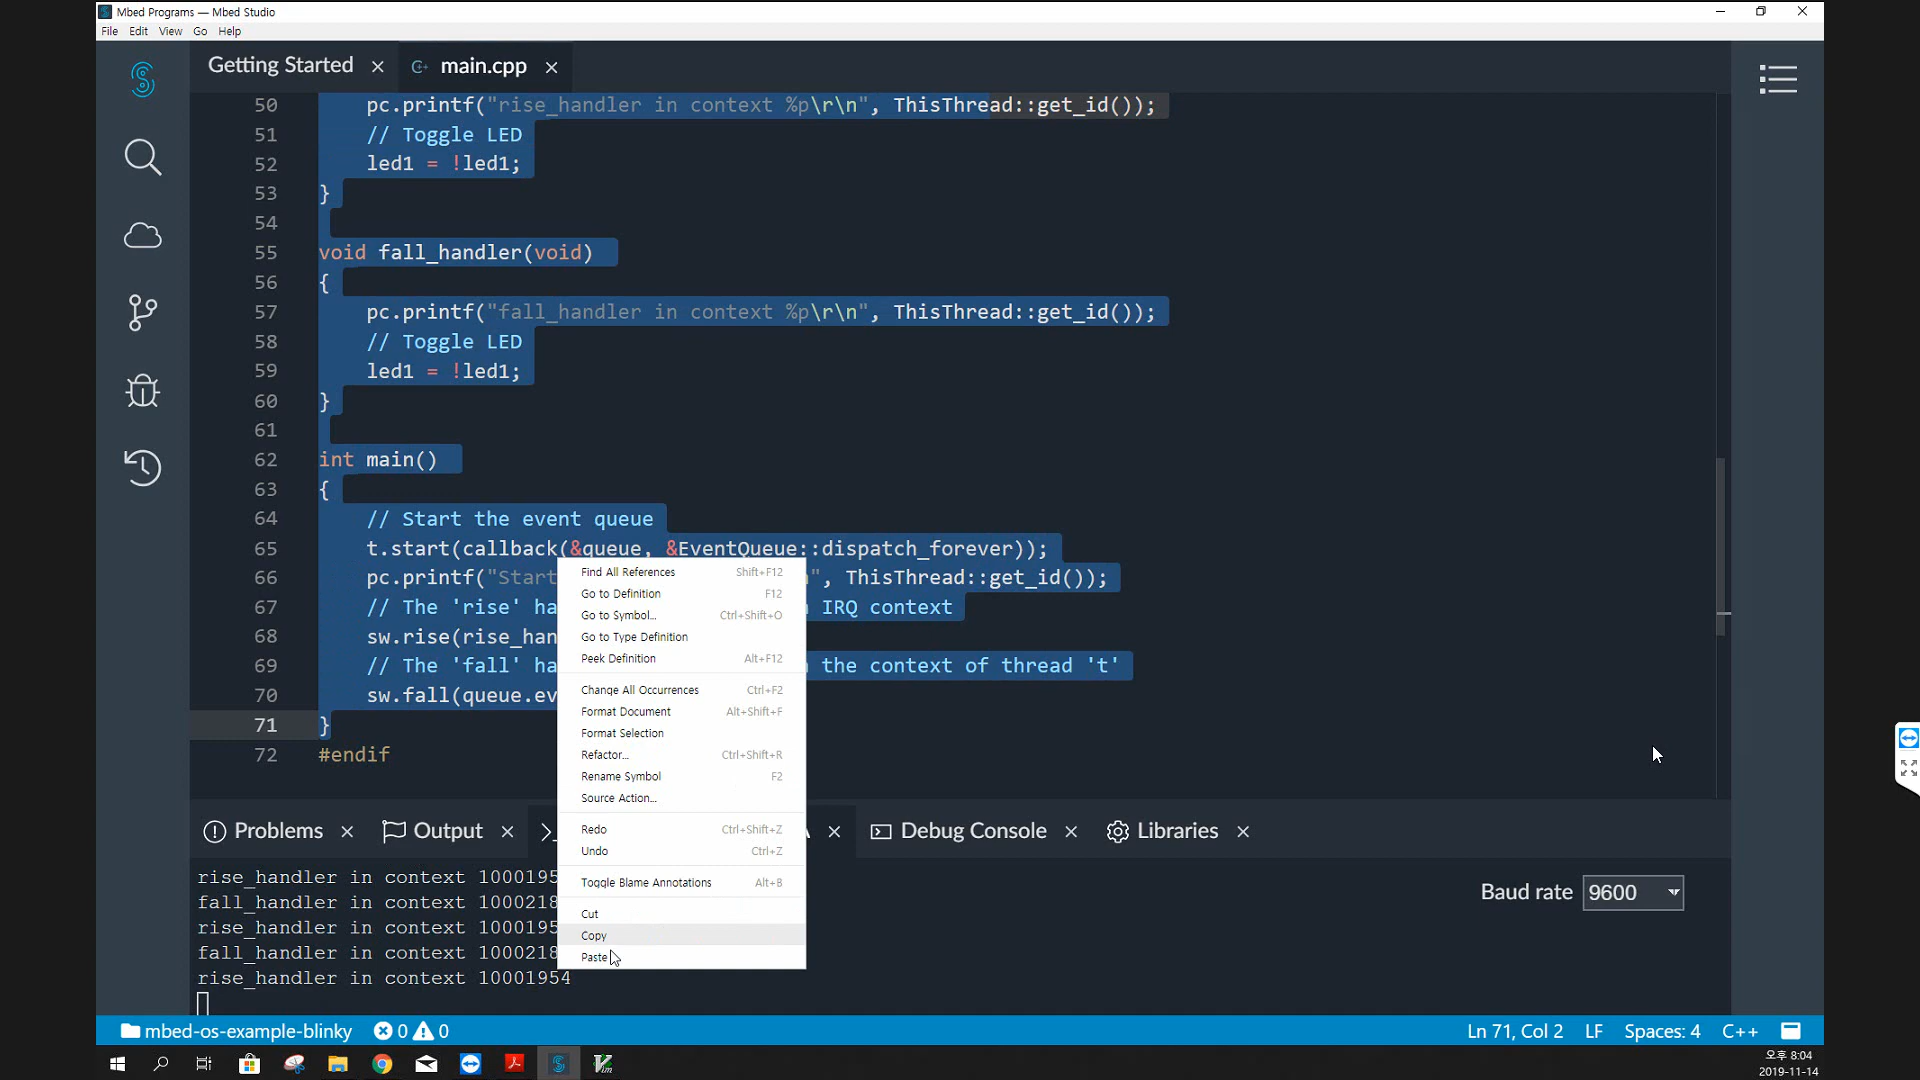 Mbed Programs — Mbed Studio
File Edit View Go Help
Getting Started main.cpp
50 pc.printf("rise_handler in context %p\r\n", ThisThread::get_id());
51 // Toggle LED
52 led1 = !led1;
53 }
54
55 void fall_handler(void)
56 {
57 pc.printf("fall_handler in context %p\r\n", ThisThread::get_id());
58 // Toggle LED
59 led1 = !led1;
60 }
61
62 int main()
63 {
64 // Start the event queue
65 t.start(callback(&queue, &EventQueue::dispatch_forever));
66 pc.printf("Start ", ThisThread::get_id());
67 // The 'rise' ha IRQ context
68 sw.rise(rise_han
69 // The 'fall' ha the context of thread 't'
70 sw.fall(queue.ev
71 }
72 #endif
Find All References Shift+F12
Go to Definition F12
Go to Symbol... Ctrl+Shift+O
Go to Type Definition
Peek Definition Alt+F12
Change All Occurrences Ctrl+F2
Format Document Alt+Shift+F
Format Selection
Refactor... Ctrl+Shift+R
Rename Symbol F2
Source Action...
Redo Ctrl+Shift+Z
Undo Ctrl+Z
Toggle Blame Annotations Alt+B
Cut
Copy
Paste
Problems Output Debug Console Libraries
rise_handler in context 1000195
fall_handler in context 1000218
rise_handler in context 1000195
fall_handler in context 1000218
rise_handler in context 10001954
Baud rate 9600
mbed-os-example-blinky 0 0 Ln 71, Col 2 LF Spaces: 4 C++
오후 8:04
2019-11-14